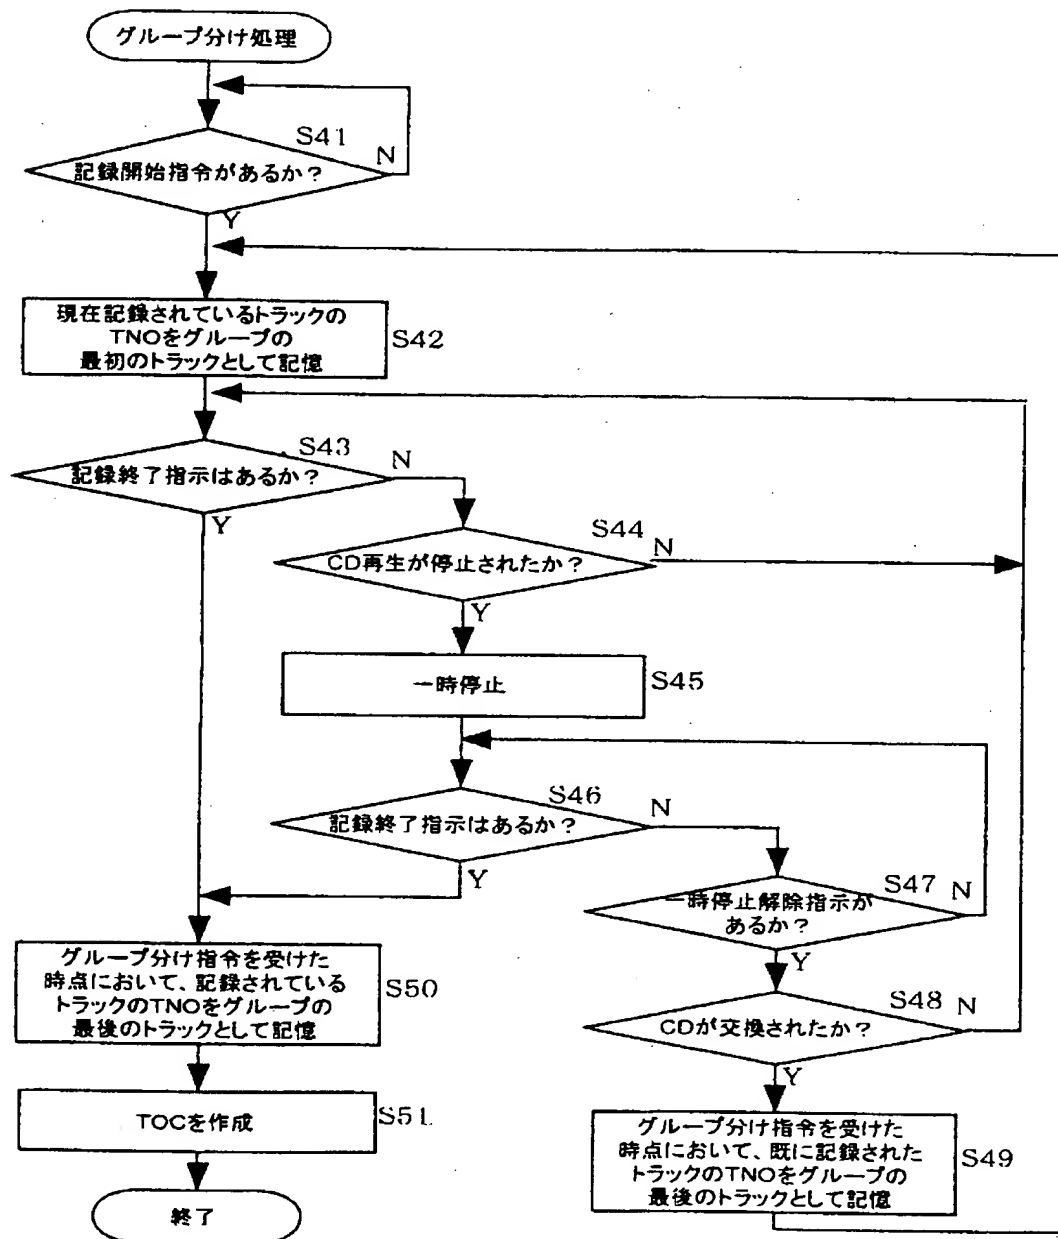 グループ分け処理
S41
記録開始指令があるか？
N
Y
現在記録されているトラックの
TNOをグループの
最初のトラックとして記憶
S42
S43
記録終了指示はあるか？
N
Y
S44
CD再生が停止されたか？
N
Y
一時停止
S45
S46
記録終了指示はあるか？
N
Y
S47
一時停止解除指示が
あるか？
N
Y
S48
CDが交換されたか？
N
Y
グループ分け指令を受けた
時点において、記録されている
トラックのTNOをグループの
最後のトラックとして記憶
S50
TOCを作成
S51
終了
グループ分け指令を受けた
時点において、既に記録された
トラックのTNOをグループの
最後のトラックとして記憶
S49